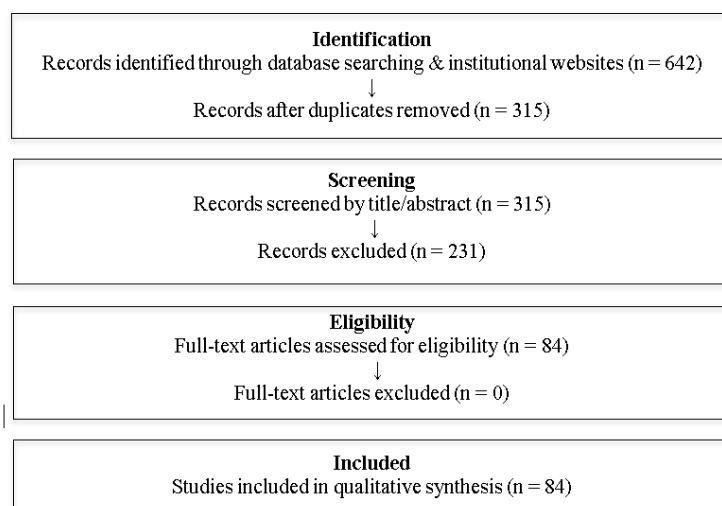 Identification
Records identified through database searching & institutional websites (n = 642)
↓
Records after duplicates removed (n = 315)
Screening
Records screened by title/abstract (n = 315)
↓
Records excluded (n = 231)
Eligibility
Full-text articles assessed for eligibility (n = 84)
↓
Full-text articles excluded (n = 0)
Included
Studies included in qualitative synthesis (n = 84)